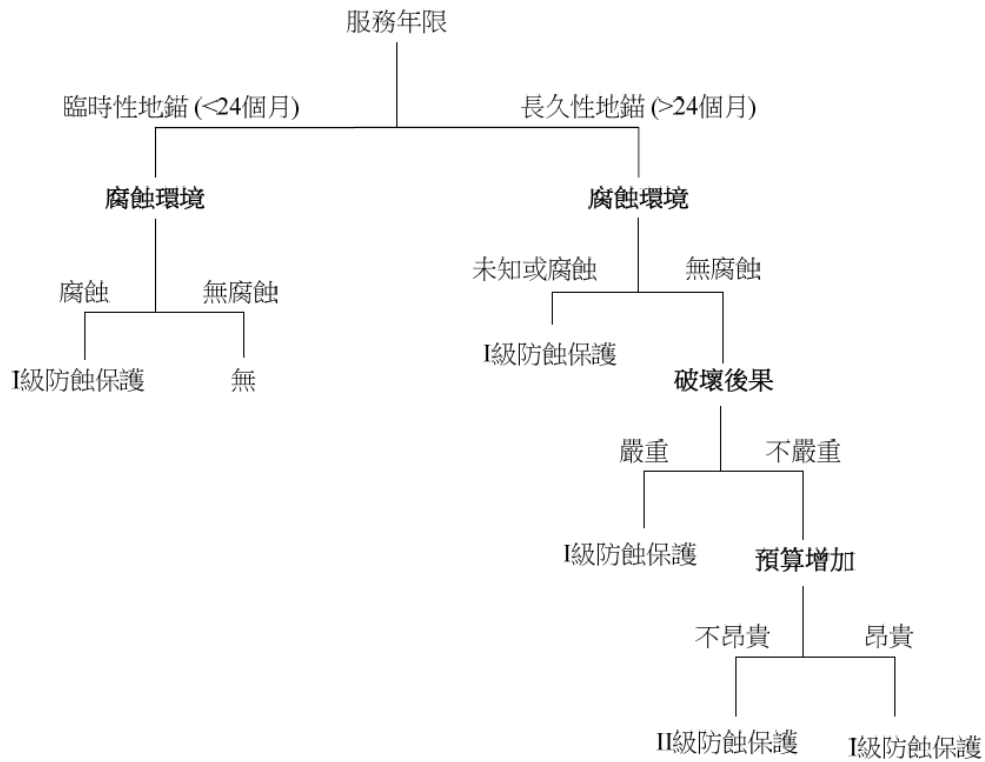 服務年限
臨時性地錨 (<24個月)
長久性地錨 (>24個月)
腐蝕環境
腐蝕環境
未知或腐蝕
無腐蝕
腐蝕
無腐蝕
I級防蝕保護
I級防蝕保護
無
破壞後果
嚴重
不嚴重
I級防蝕保護
預算增加
不昂貴
昂貴
II級防蝕保護
I級防蝕保護